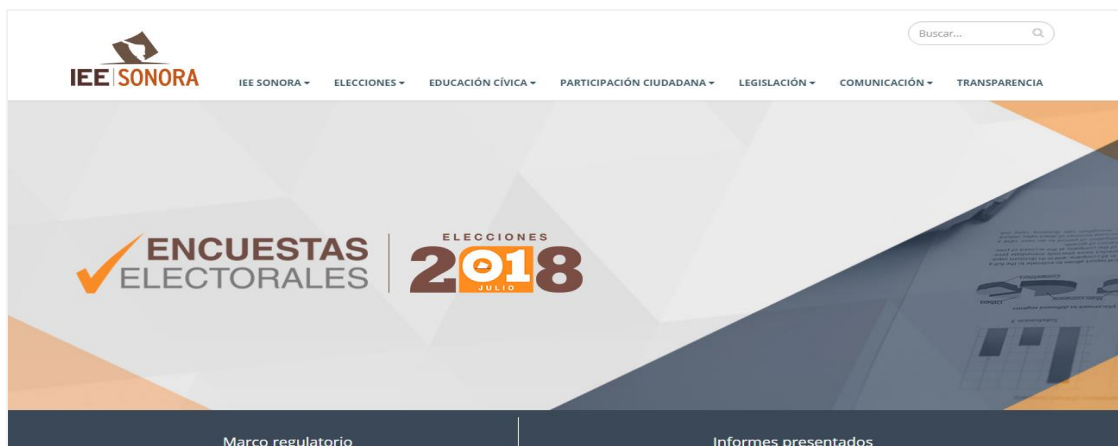 Buscar...
IEE SONORA
IEE SONORA ELECCIONES EDUCACIÓN CÍVICA PARTICIPACIÓN CIUDADANA LEGISLACIÓN COMUNICACIÓN TRANSPARENCIA
ENCUESTAS
ELECTORALES
ELECCIONES
2018
JULIO
Marco regulatorio
Informes presentados